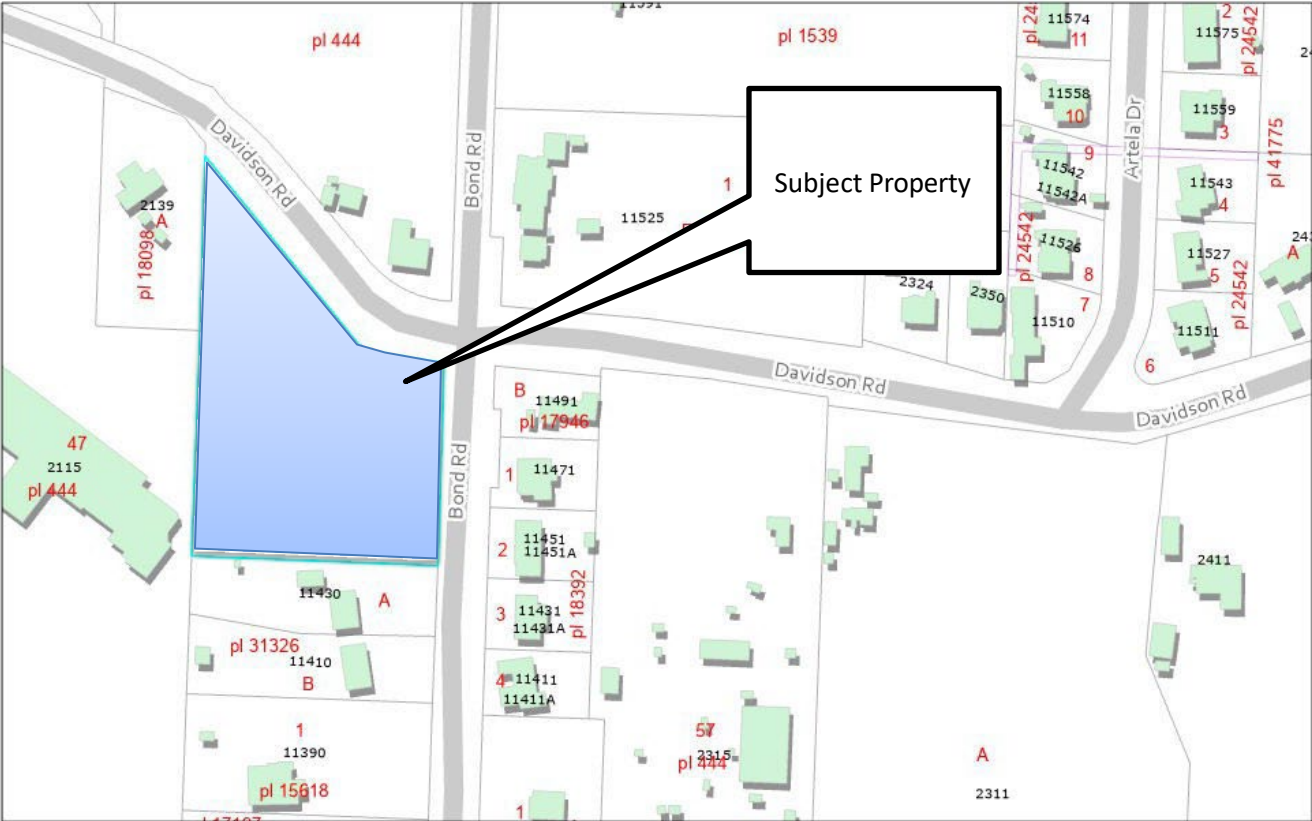 11391
pl 444
pl 1539
11574
11
2
11575
pl 24542
11558
10
11559
3
Davidson Rd
Bond Rd
Artela Dr
pl 41775
9
11542
11542A
11543
4
2139
A
pl 18098
1
Subject Property
11525
11526
8
pl 24542
11527
5
pl 24542
A
2324
2350
7
11510
11511
6
Davidson Rd
Davidson Rd
B
11491
pl 17946
47
2115
pl 444
Bond Rd
1
11471
2
11451
11451A
2411
11430
A
3
11431
11431A
pl 18392
pl 31326
11410
B
4
11411
11411A
1
11390
57
2315
pl 444
A
2311
pl 15618
1